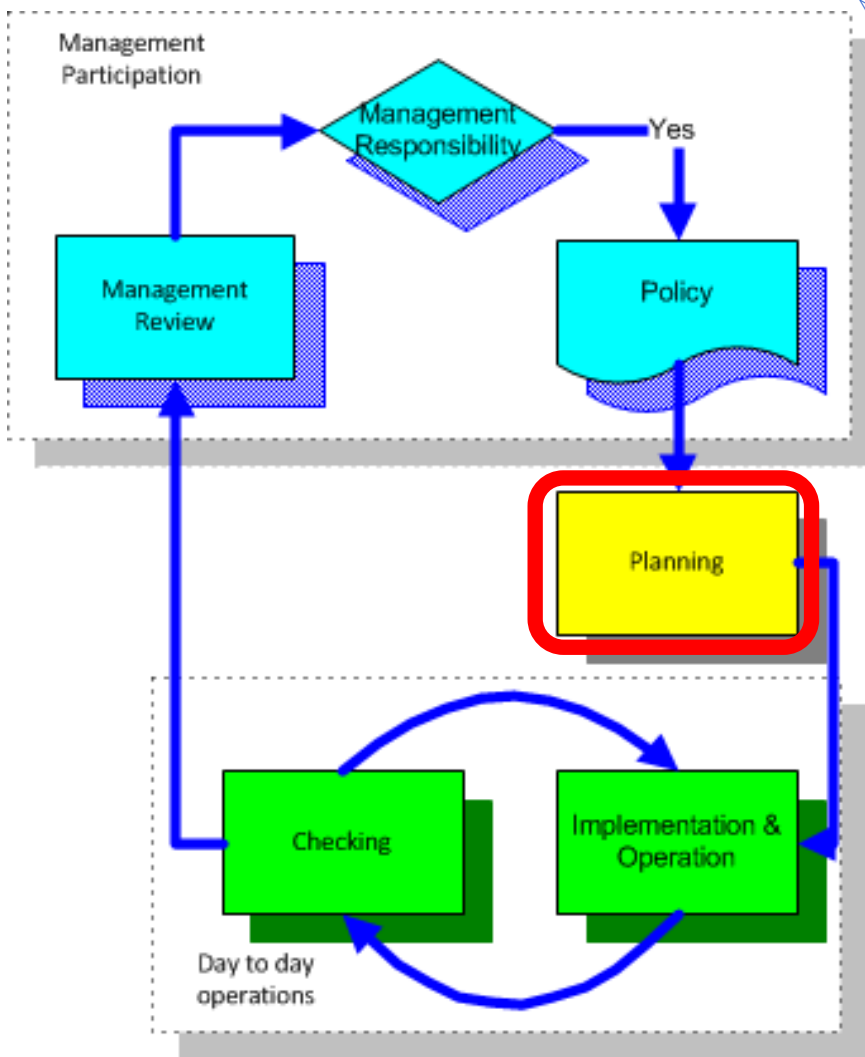 Management
Participation
Management
Responsibility
Yes
Management
Review
Policy
Planning
Checking
Implementation &
Operation
Day to day
operations